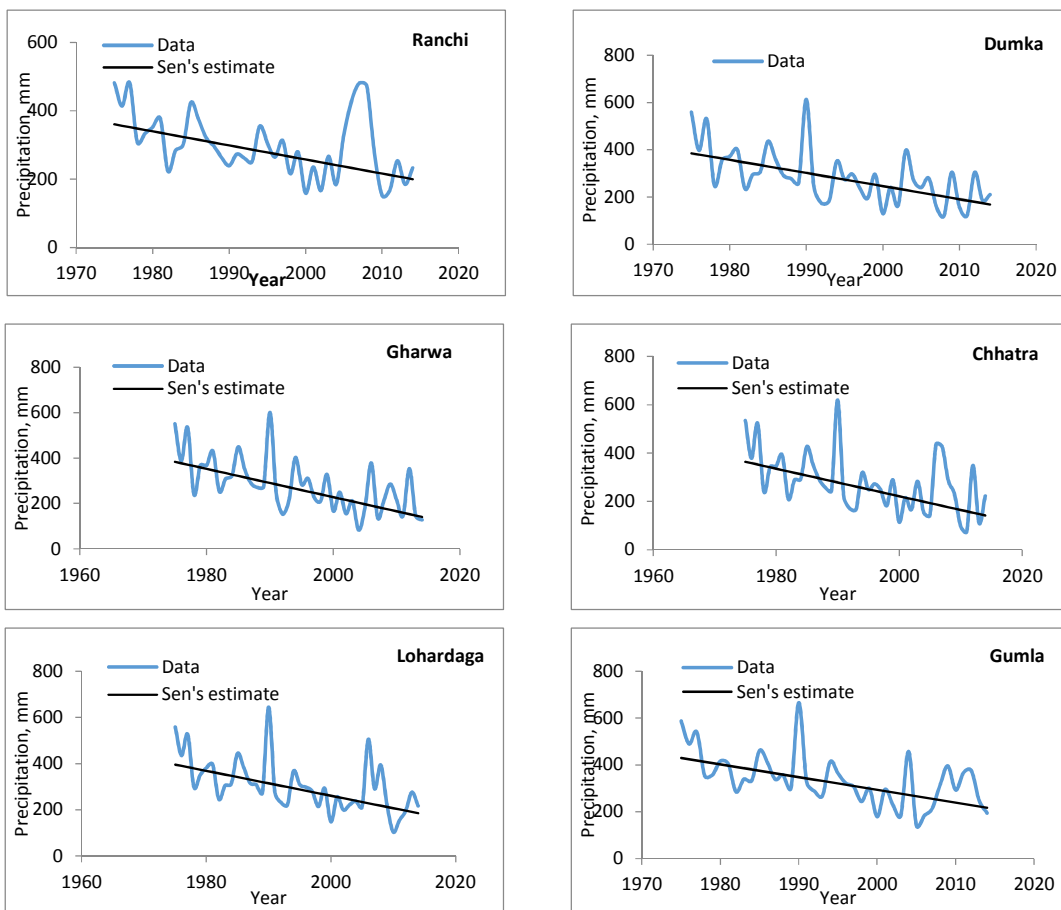 Ranchi
Data
Sen's estimate
Precipitation, mm
600
400
200
0
1970 1980 1990 2000 2010 2020
Year
Dumka
Data
Precipitation, mm
800
600
400
200
0
1970 1980 1990 2000 2010 2020
Year
Gharwa
Data
Sen's estimate
Precipitation, mm
800
600
400
200
0
1960 1980 2000 2020
Year
Chhatra
Data
Sen's estimate
Precipitation, mm
800
600
400
200
0
1960 1980 2000 2020
Year
Lohardaga
Data
Sen's estimate
Precipitation, mm
800
600
400
200
0
1960 1980 2000 2020
Year
Gumla
Data
Sen's estimate
Precipitation, mm
800
600
400
200
0
1970 1980 1990 2000 2010 2020
Year